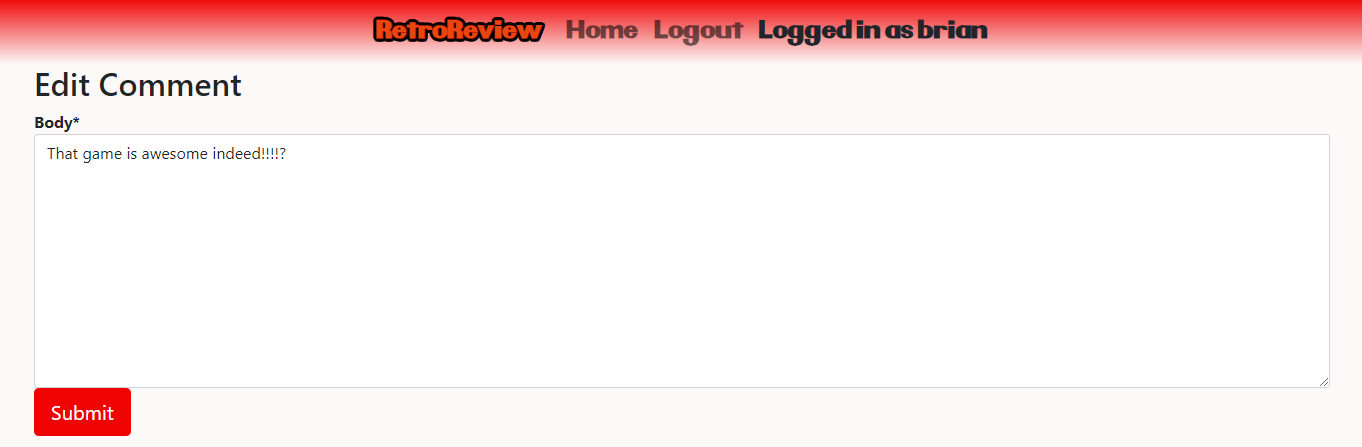 RetroReview Home Logout Logged in as brian
Edit Comment
Body*
That game is awesome indeed!!!!?
Submit